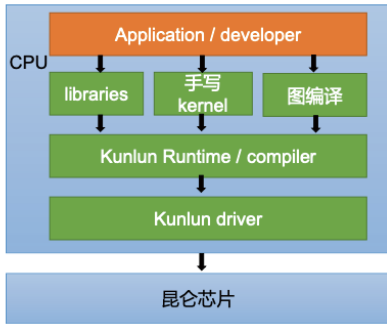 Application / developer
CPU
libraries
手写
kernel
图编译
Kunlun Runtime / compiler
Kunlun driver
昆仑芯片